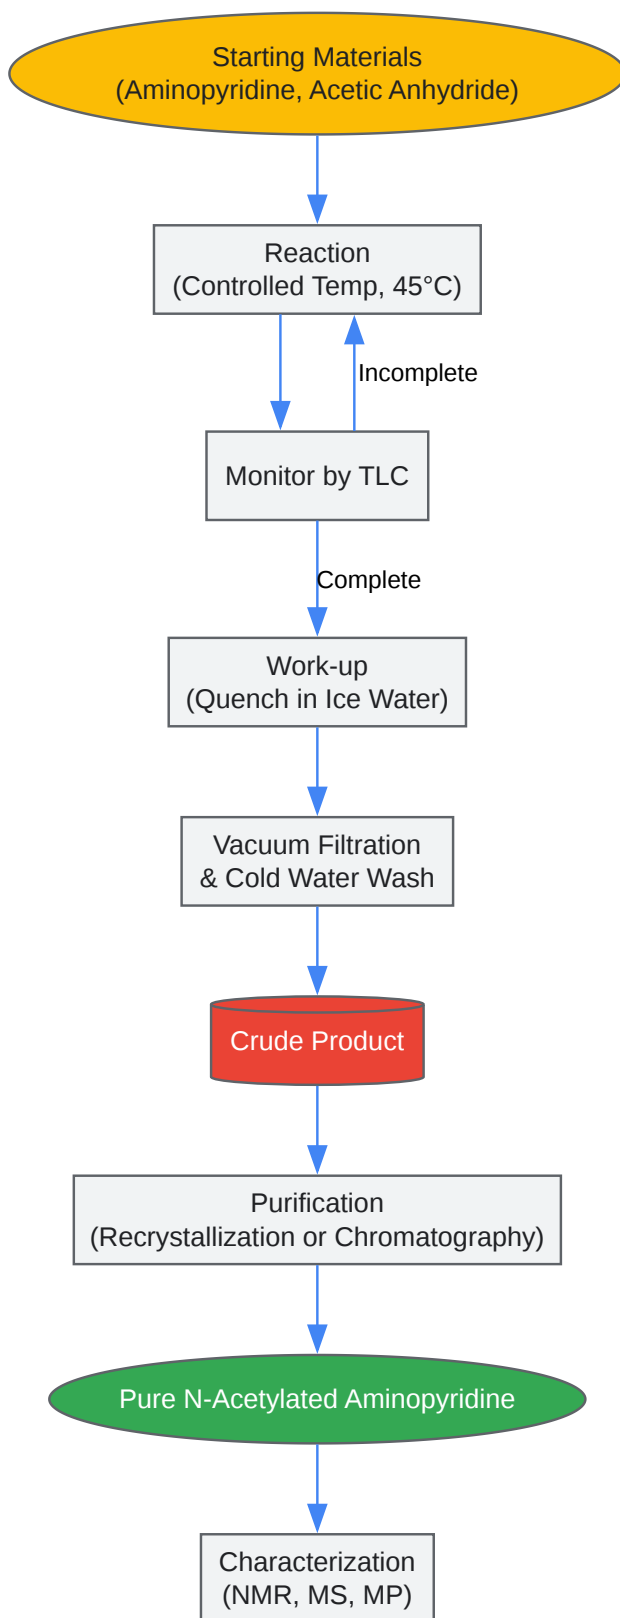 Starting Materials
(Aminopyridine, Acetic Anhydride)
Reaction
(Controlled Temp, 45°C)
Incomplete
Monitor by TLC
Complete
Work-up
(Quench in Ice Water)
Vacuum Filtration
& Cold Water Wash
Crude Product
Purification
(Recrystallization or Chromatography)
Pure N-Acetylated Aminopyridine
Characterization
(NMR, MS, MP)